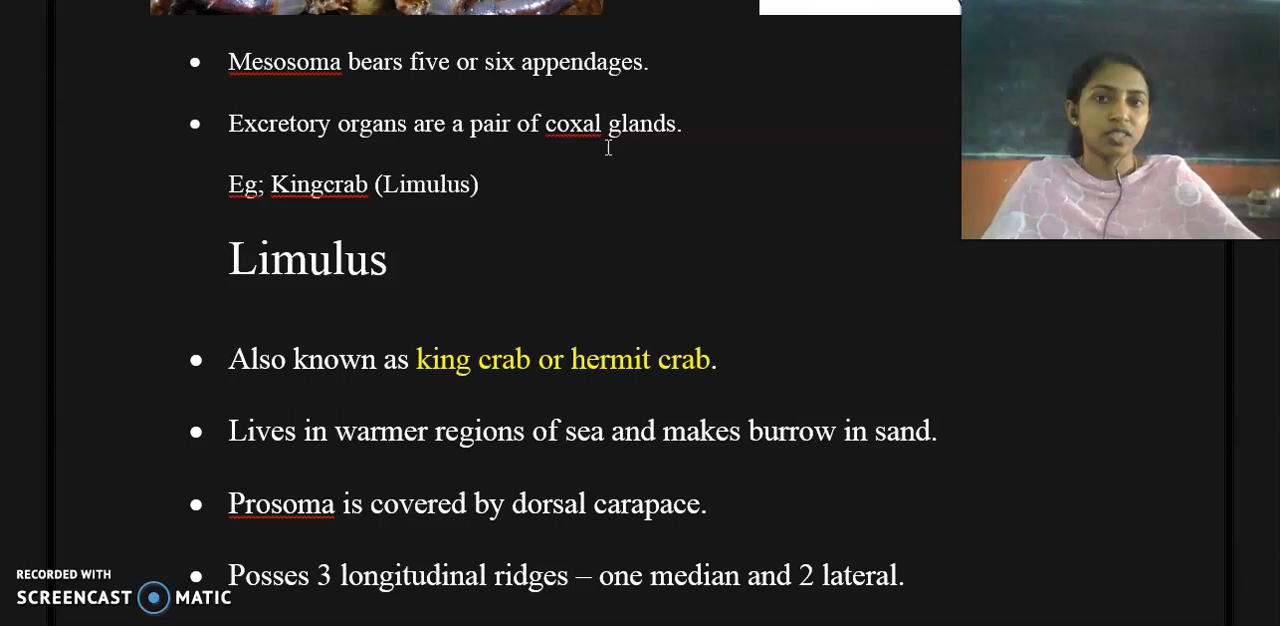 Mesosoma bears five or six appendages.
Excretory organs are a pair of coxal glands.
Eg; Kingcrab (Limulus)
Limulus
Also known as king crab or hermit crab.
Lives in warmer regions of sea and makes burrow in sand.
Prosoma is covered by dorsal carapace.
Posses 3 longitudinal ridges – one median and 2 lateral.
RECORDED WITH
SCREENCAST MATIC